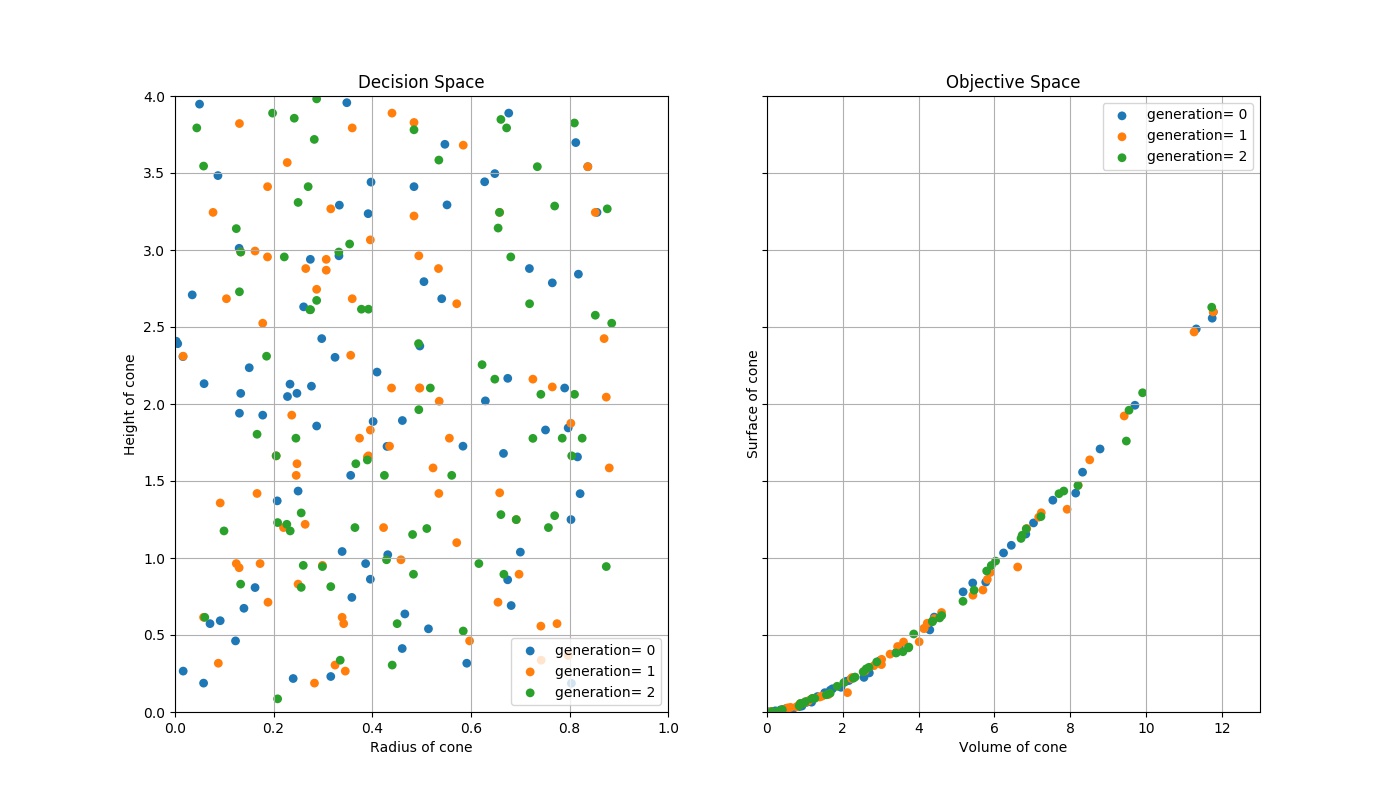 Decision Space
4.0
3.5
3.0
2.5
2.0
1.5
1.0
0.5
0.0
Height of cone
0.0 0.2 0.4 0.6 0.8 1.0
Radius of cone
generation= 0
generation= 1
generation= 2
Objective Space
Surface of cone
0 2 4 6 8 10 12
Volume of cone
generation= 0
generation= 1
generation= 2